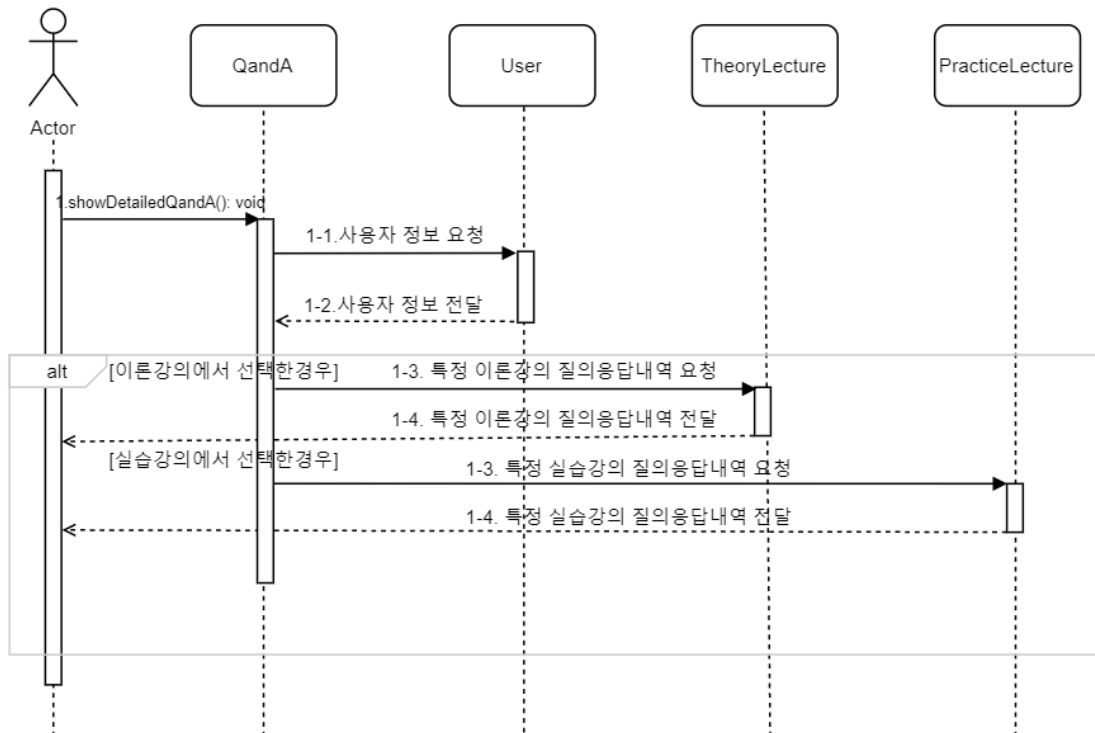 QandA
User
TheoryLecture
PracticeLecture
Actor
1.showDetailedQandA(): void
1-1.사용자 정보 요청
1-2.사용자 정보 전달
alt
[이론강의에서 선택한경우]
1-3. 특정 이론강의 질의응답내역 요청
1-4. 특정 이론강의 질의응답내역 전달
[실습강의에서 선택한경우]
1-3. 특정 실습강의 질의응답내역 요청
1-4. 특정 실습강의 질의응답내역 전달